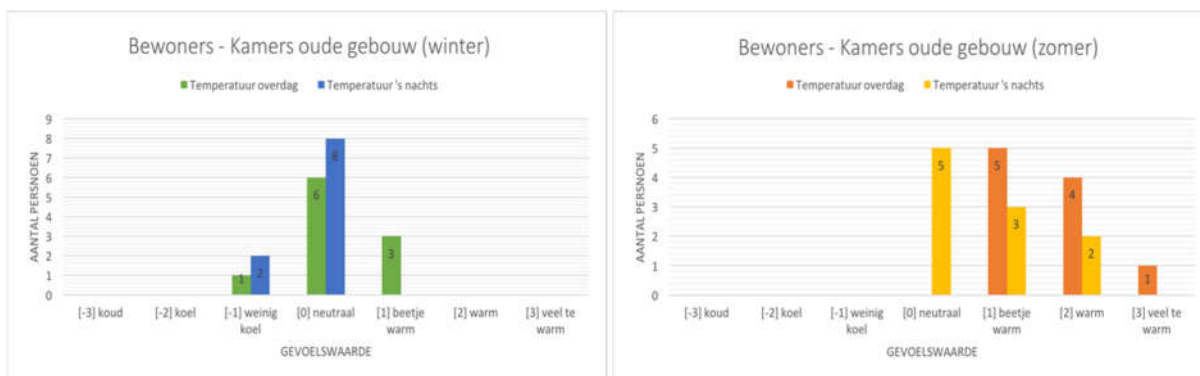 Bewoners - Kamers oude gebouw (winter)
Temperatuur overdag Temperatuur 's nachts
AANTAL PERSNOEN
9
8
7
6
5
4
3
2
1
0
1
2
6
8
3
[-3] koud [-2] koel [-1] weinig koel [0] neutraal [1] beetje warm [2] warm [3] veel te warm
GEVOELSWAARDE
Bewoners - Kamers oude gebouw (zomer)
Temperatuur overdag Temperatuur 's nachts
AANTAL PERSNOEN
6
5
4
3
2
1
0
5
5
3
4
2
1
[-3] koud [-2] koel [-1] weinig koel [0] neutraal [1] beetje warm [2] warm [3] veel te warm
GEVOELSWAARDE